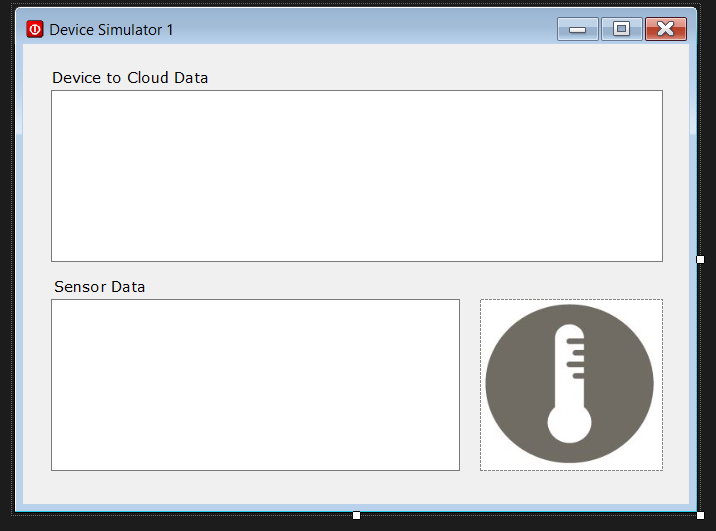 Device Simulator 1
Device to Cloud Data
Sensor Data